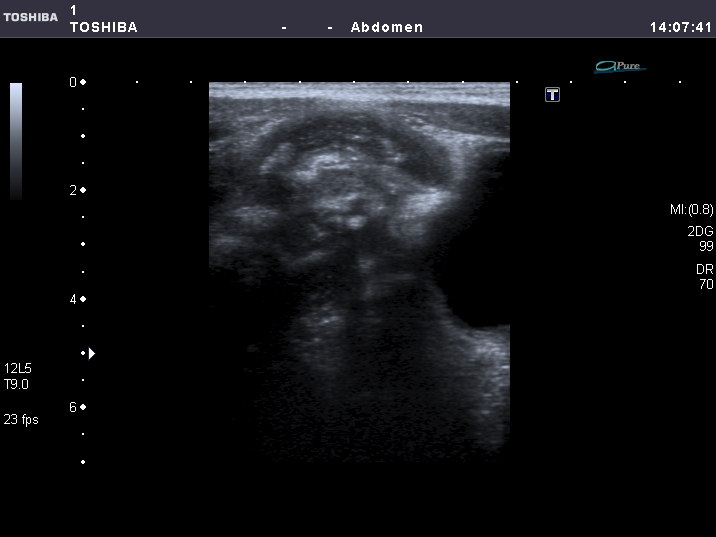 TOSHIBA
1
TOSHIBA - - Abdomen 14:07:41
aPure
0
T
2
MI:(0.8)
2DG
99
DR
70
4
12L5
T9.0
6
23 fps